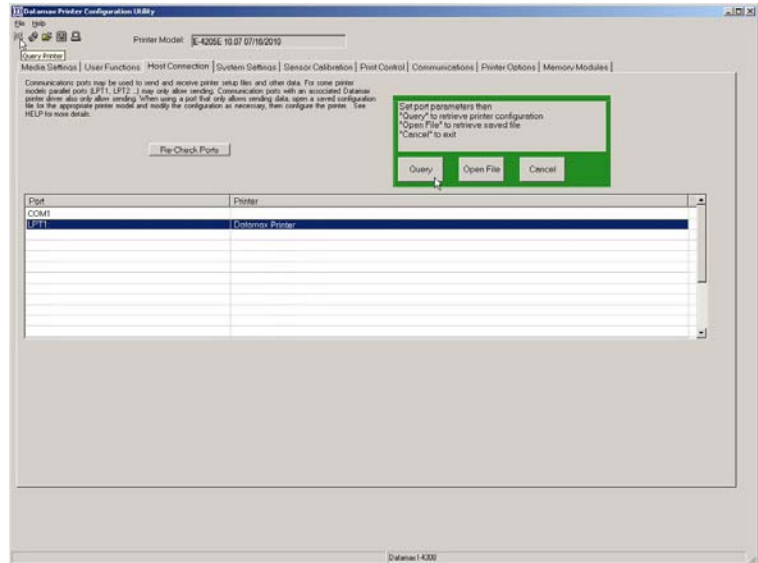 Datamax Printer Configuration Utility
File Help
Printer Model: E-4205E 10.07 07/16/2010
Query Printer
Media Settings | User Functions | Host Connection | System Settings | Sensor Calibration | Print Control | Communications | Printer Options | Memory Modules |
Communications ports may be used to send and receive printer setup files and other data. For some printer
models parallel ports (LPT1, LPT2 ..) may only allow sending. Communication ports with an associated Datamax
printer driver also only allow sending. When using a port that only allows sending data, open a saved configuration
file for the appropriate printer model and modify the configuration as necessary, then configure the printer. See
HELP for more details.
Set port parameters then
"Query" to retrieve printer configuration
"Open File" to retrieve saved file
"Cancel" to exit
Re-Check Ports
Query Open File Cancel
Port Printer
COM1
LPT1: Datamax Printer
Datamax I-4308